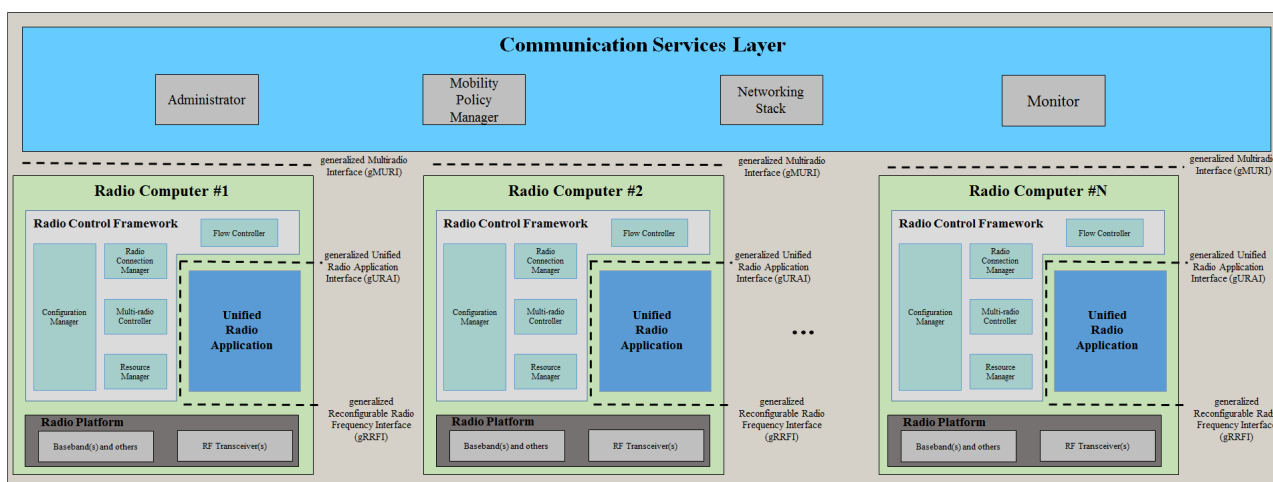 Communication Services Layer
Administrator
Mobility
Policy
Manager
Networking
Stack
Monitor
generalized Multiradio
Interface (gMURI)
generalized Multiradio
Interface (gMURI)
generalized Multiradio
Interface (gMURI)
Radio Computer #1
Radio Control Framework
Flow Controller
Radio
Connection
Manager
Configuration
Manager
Multi-radio
Controller
Resource
Manager
generalized Unified
Radio Application
Interface (gURAI)
Unified
Radio
Application
generalized
Reconfigurable Radio
Frequency Interface
(gRRFI)
Radio Platform
Baseband(s) and others
RF Transceiver(s)
Radio Computer #2
Radio Control Framework
Flow Controller
Radio
Connection
Manager
Configuration
Manager
Multi-radio
Controller
Resource
Manager
generalized Unified
Radio Application
Interface (gURAI)
Unified
Radio
Application
generalized
Reconfigurable Radio
Frequency Interface
(gRRFI)
Radio Platform
Baseband(s) and others
RF Transceiver(s)
...
Radio Computer #N
Radio Control Framework
Flow Controller
Radio
Connection
Manager
Configuration
Manager
Multi-radio
Controller
Resource
Manager
generalized Unified
Radio Application
Interface (gURAI)
Unified
Radio
Application
generalized
Reconfigurable Radio
Frequency Interface
(gRRFI)
Radio Platform
Baseband(s) and others
RF Transceiver(s)